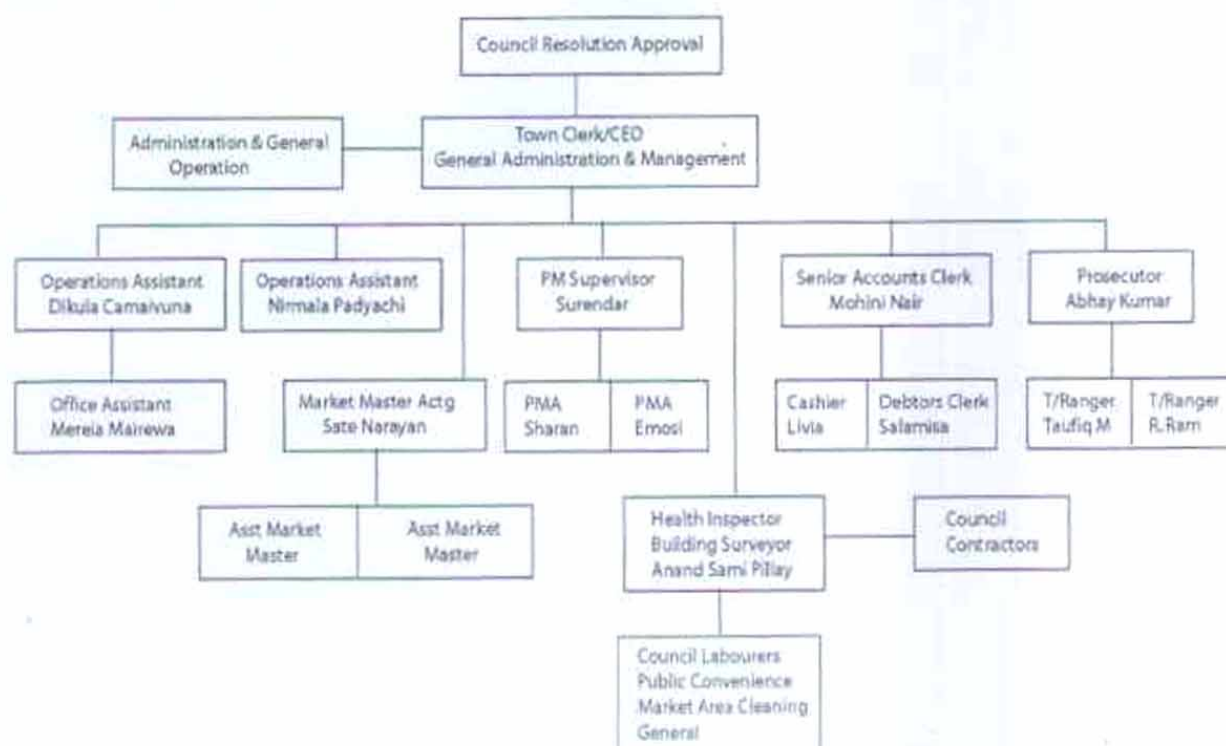 Council Resolution Approval
Administration & General
Operation
Town Clerk/CEO
General Administration & Management
Operations Assistant
Dikula Camaivuna
Operations Assistant
Nirmala Padyachi
PM Supervisor
Surendar
Senior Accounts Clerk
Mohini Nair
Prosecutor
Abhay Kumar
Office Assistant
Mereia Mairewa
Market Master Actg
Sate Narayan
PMA
Sharan
PMA
Emosi
Cashier
Livia
Debtors Clerk
Salamisa
T/Ranger
Taufiq M
T/Ranger
R.Ram
Asst Market
Master
Asst Market
Master
Health Inspector
Building Surveyor
Anand Sami Pillay
Council
Contractors
Council Labourers
Public Convenience
Market Area Cleaning
General